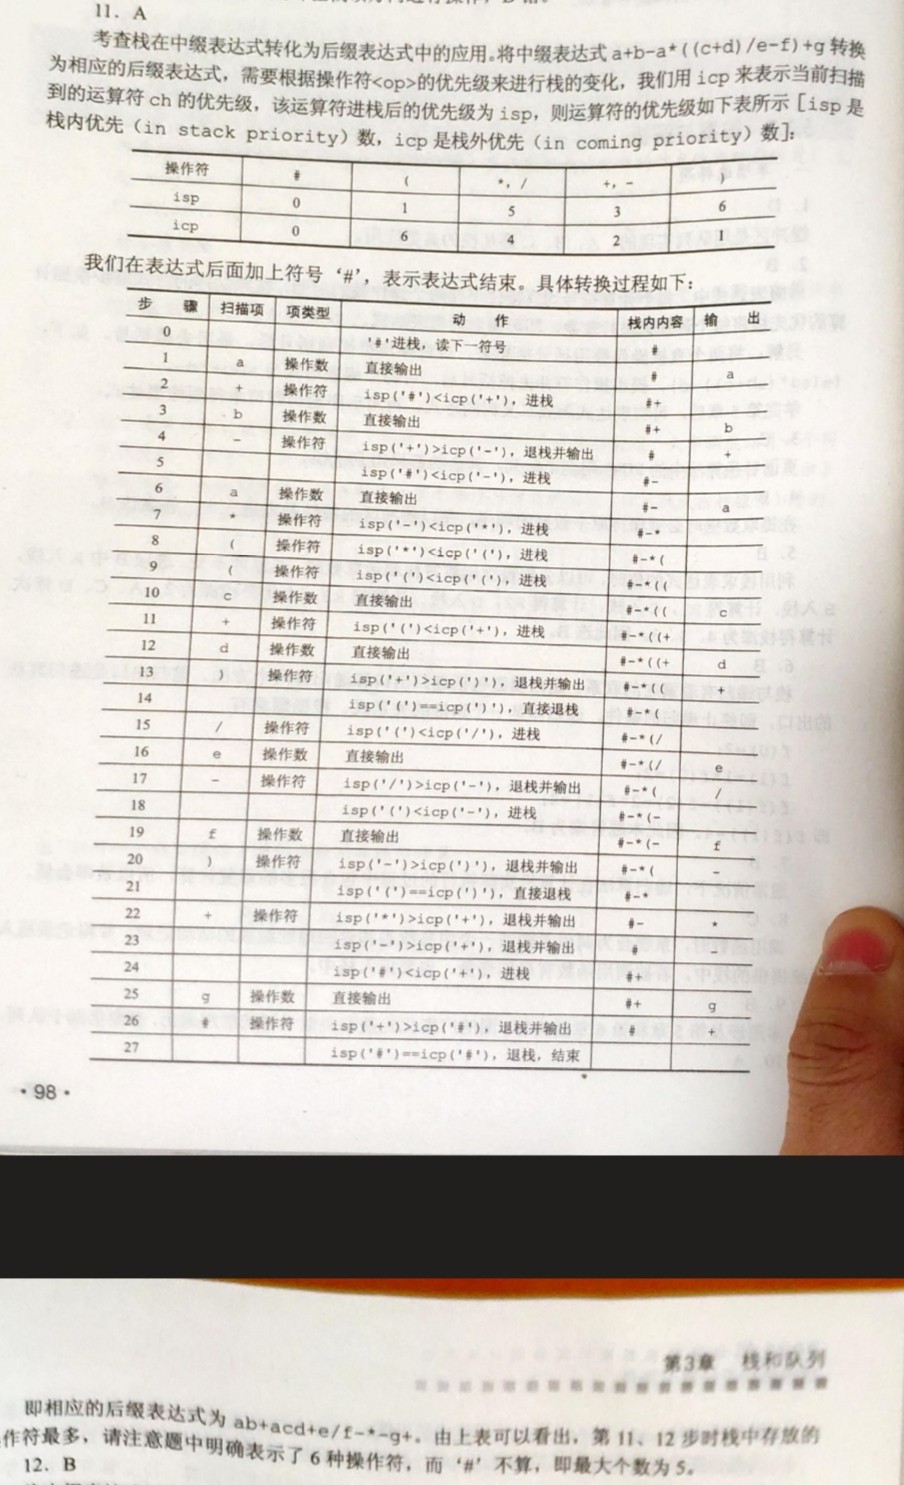 11. A
考查栈在中缀表达式转化为后缀表达式中的应用。将中缀表达式 a+b-a*((c+d)/e-f)+g 转换
为相应的后缀表达式，需要根据操作符<op>的优先级来进行栈的变化，我们用 icp 来表示当前扫描
到的运算符 ch 的优先级，该运算符进栈后的优先级为 isp，则运算符的优先级如下表所示［isp 是
栈内优先（in stack priority）数，icp 是栈外优先（in coming priority）数］：
操作符 # ( *, / +, - )
isp 0 1 5 3 6
icp 0 6 4 2 1
我们在表达式后面加上符号‘#’，表示表达式结束。具体转换过程如下：
步骤 扫描项 项类型 动作 栈内内容 输出
0 '#'进栈，读下一符号 #
1 a 操作数 直接输出 # a
2 + 操作符 isp('#')<icp('+')，进栈 #+
3 b 操作数 直接输出 #+ b
4 - 操作符 isp('+')>icp('-')，退栈并输出 # +
5 isp('#')<icp('-')，进栈 #-
6 a 操作数 直接输出 #- a
7 * 操作符 isp('-')<icp('*')，进栈 #-*
8 ( 操作符 isp('*')<icp('(')，进栈 #-*(
9 ( 操作符 isp('(')<icp('(')，进栈 #-*((
10 c 操作数 直接输出 #-*(( c
11 + 操作符 isp('(')<icp('+')，进栈 #-*((+
12 d 操作数 直接输出 #-*((+ d
13 ) 操作符 isp('+')>icp(')')，退栈并输出 #-*(( +
14 isp('(')==icp(')')，直接退栈 #-*(
15 / 操作符 isp('(')<icp('/')，进栈 #-*(/
16 e 操作数 直接输出 #-*(/ e
17 - 操作符 isp('/')>icp('-')，退栈并输出 #-*( /
18 isp('(')<icp('-')，进栈 #-*(-
19 f 操作数 直接输出 #-*(- f
20 ) 操作符 isp('-')>icp(')')，退栈并输出 #-*( -
21 isp('(')==icp(')')，直接退栈 #-*
22 + 操作符 isp('*')>icp('+')，退栈并输出 #- *
23 isp('-')>icp('+')，退栈并输出 # -
24 isp('#')<icp('+')，进栈 #+
25 g 操作数 直接输出 #+ g
26 # 操作符 isp('+')>icp('#')，退栈并输出 # +
27 isp('#')==icp('#')，退栈，结束
·98·
第3章 栈和队列
即相应的后缀表达式为 ab+acd+e/f-*-g+。由上表可以看出，第 11、12 步时栈中存放的
作符最多，请注意题中明确表示了 6 种操作符，而‘#’不算，即最大个数为 5。
12. B